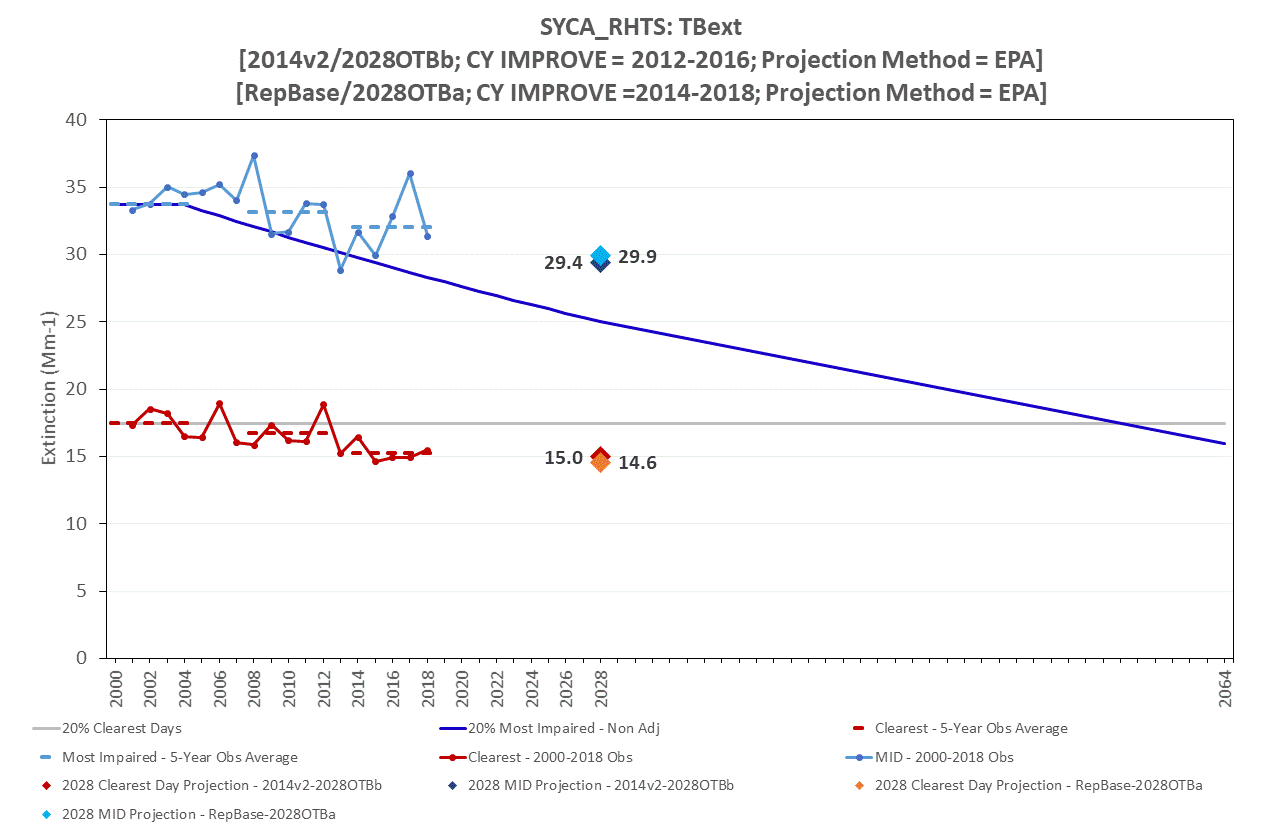 SYCA_RHTS: TBext
[2014v2/2028OTBb; CY IMPROVE = 2012-2016; Projection Method = EPA]
[RepBase/2028OTBa; CY IMPROVE =2014-2018; Projection Method = EPA]
40
35
30
25
20
15
10
5
0
Extinction (Mm-1)
29.4
29.9
15.0
14.6
2000
2002
2004
2006
2008
2010
2012
2014
2016
2018
2020
2022
2024
2026
2028
2064
20% Clearest Days
20% Most Impaired - Non Adj
Clearest - 5-Year Obs Average
Most Impaired - 5-Year Obs Average
Clearest - 2000-2018 Obs
MID - 2000-2018 Obs
2028 Clearest Day Projection - 2014v2-2028OTBb
2028 MID Projection - 2014v2-2028OTBb
2028 Clearest Day Projection - RepBase-2028OTBa
2028 MID Projection - RepBase-2028OTBa